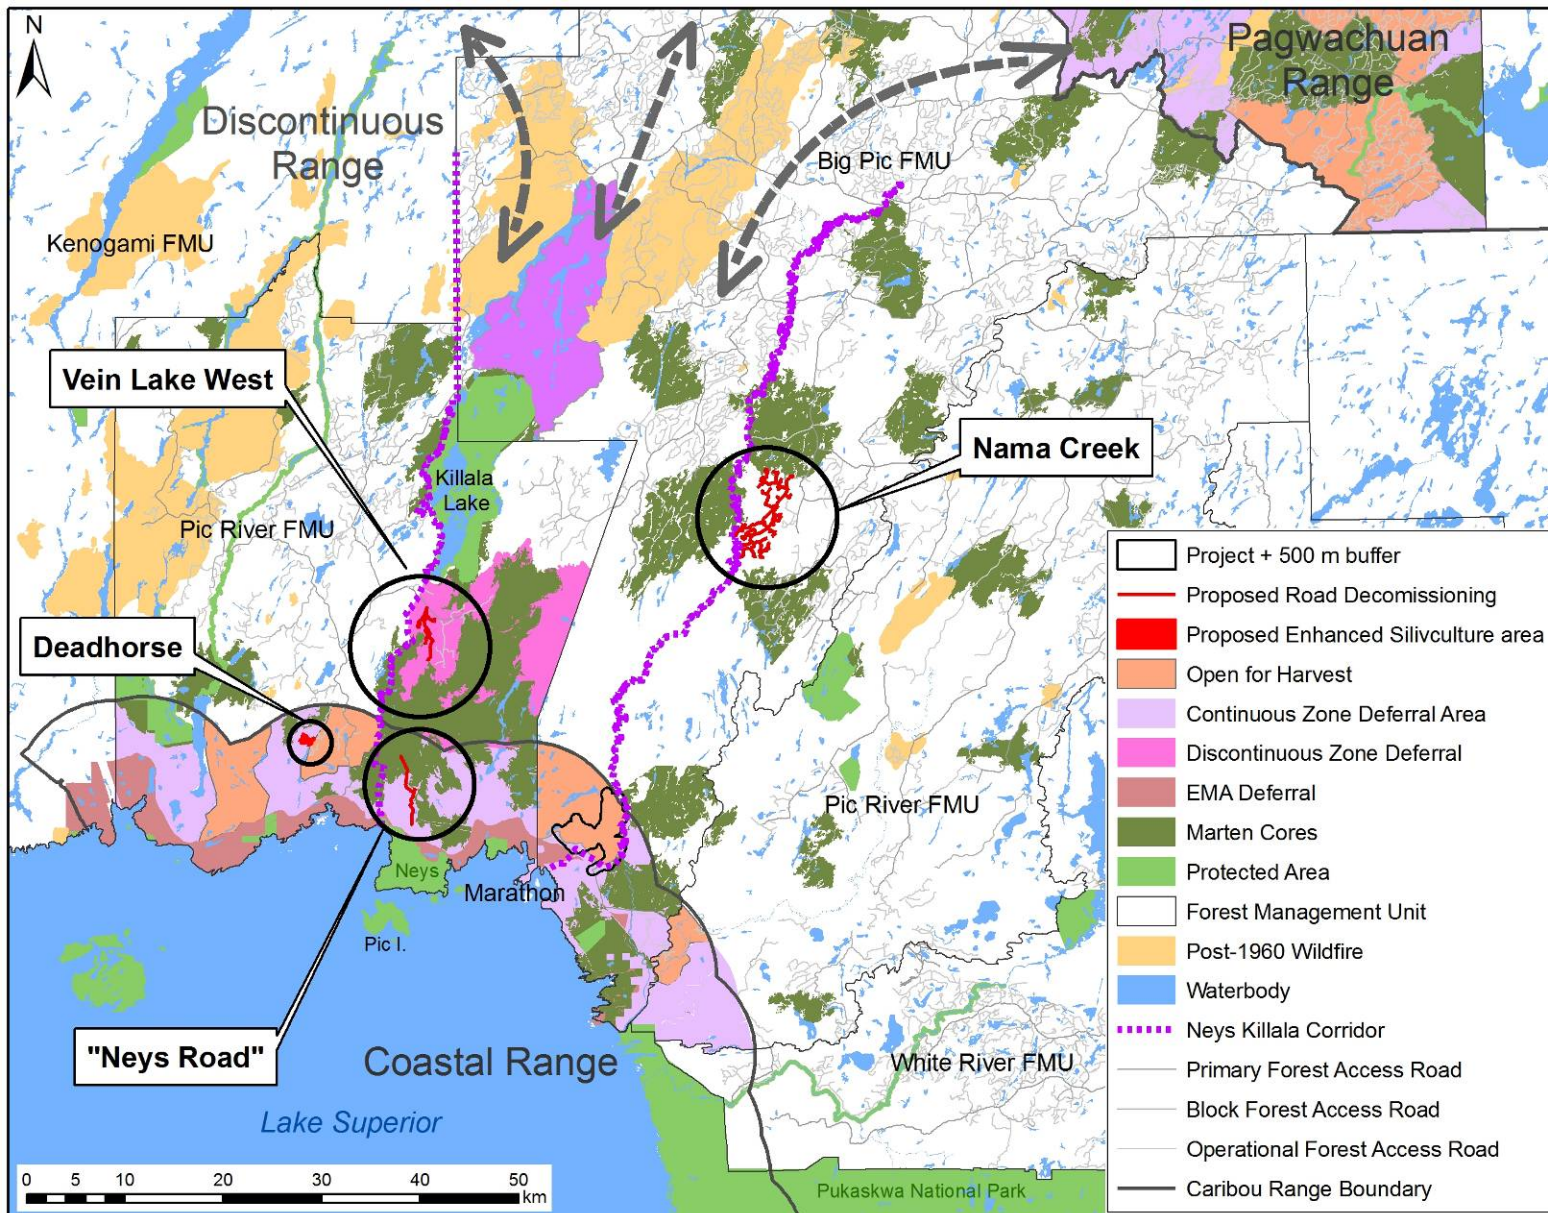 N
Discontinuous
Range
Pagwachuan
Range
Big Pic FMU
Kenogami FMU
Vein Lake West
Nama Creek
Killala
Lake
Pic River FMU
Deadhorse
Pic River FMU
Neys
Marathon
Pic I.
"Neys Road"
Coastal Range
White River FMU
Lake Superior
Pukaskwa National Park
0 5 10 20 30 40 50
km
Project + 500 m buffer
Proposed Road Decomissioning
Proposed Enhanced Silivculture area
Open for Harvest
Continuous Zone Deferral Area
Discontinuous Zone Deferral
EMA Deferral
Marten Cores
Protected Area
Forest Management Unit
Post-1960 Wildfire
Waterbody
Neys Killala Corridor
Primary Forest Access Road
Block Forest Access Road
Operational Forest Access Road
Caribou Range Boundary